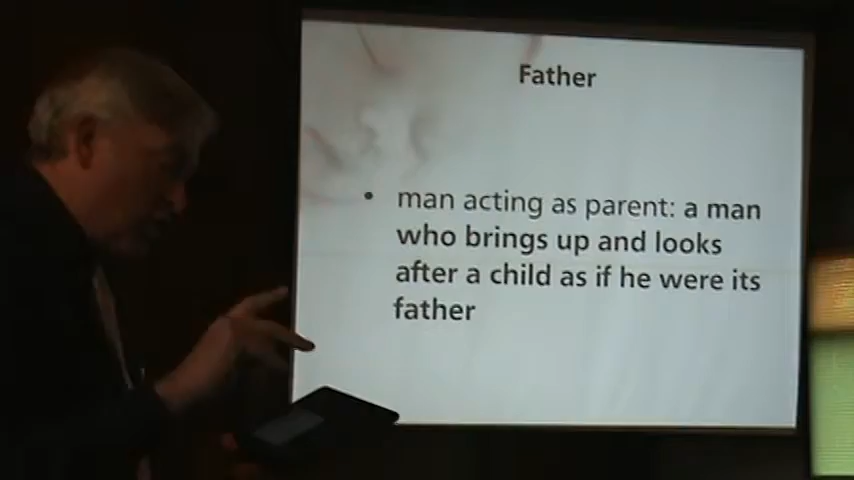 Father
• man acting as parent: a man
who brings up and looks
after a child as if he were its
father